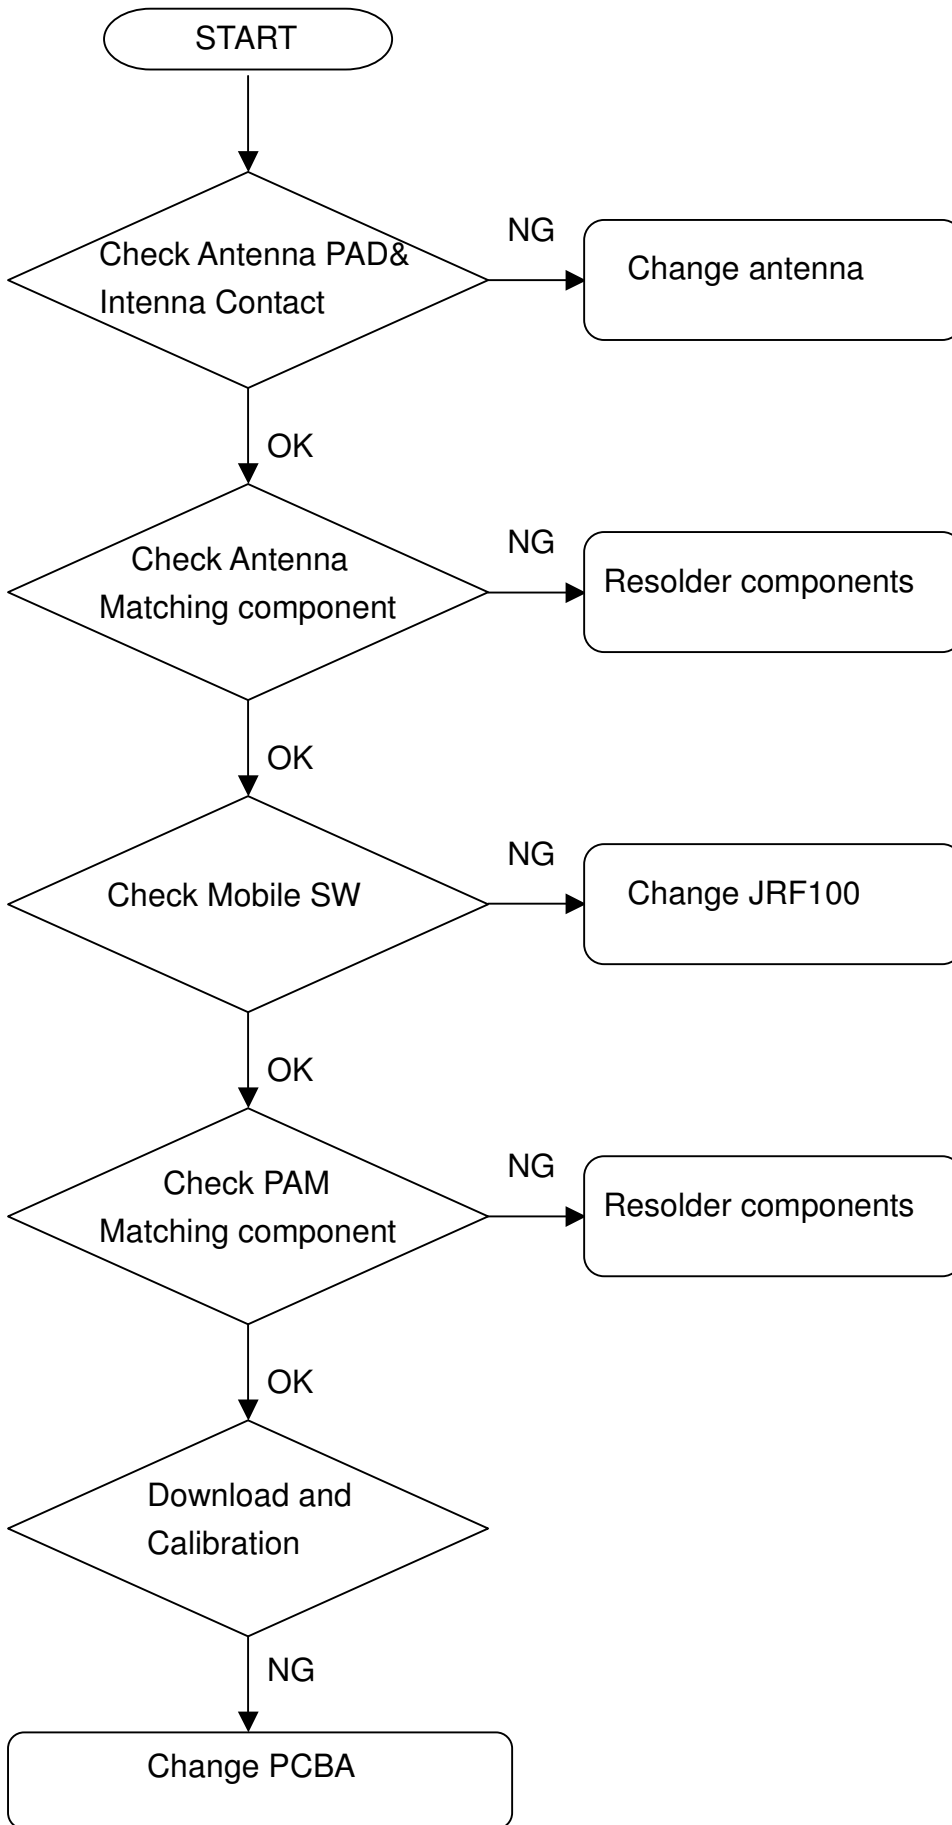 START
Check Antenna PAD&
Intenna Contact
NG
Change antenna
OK
Check Antenna
Matching component
NG
Resolder components
OK
Check Mobile SW
NG
Change JRF100
OK
Check PAM
Matching component
NG
Resolder components
OK
Download and
Calibration
NG
Change PCBA